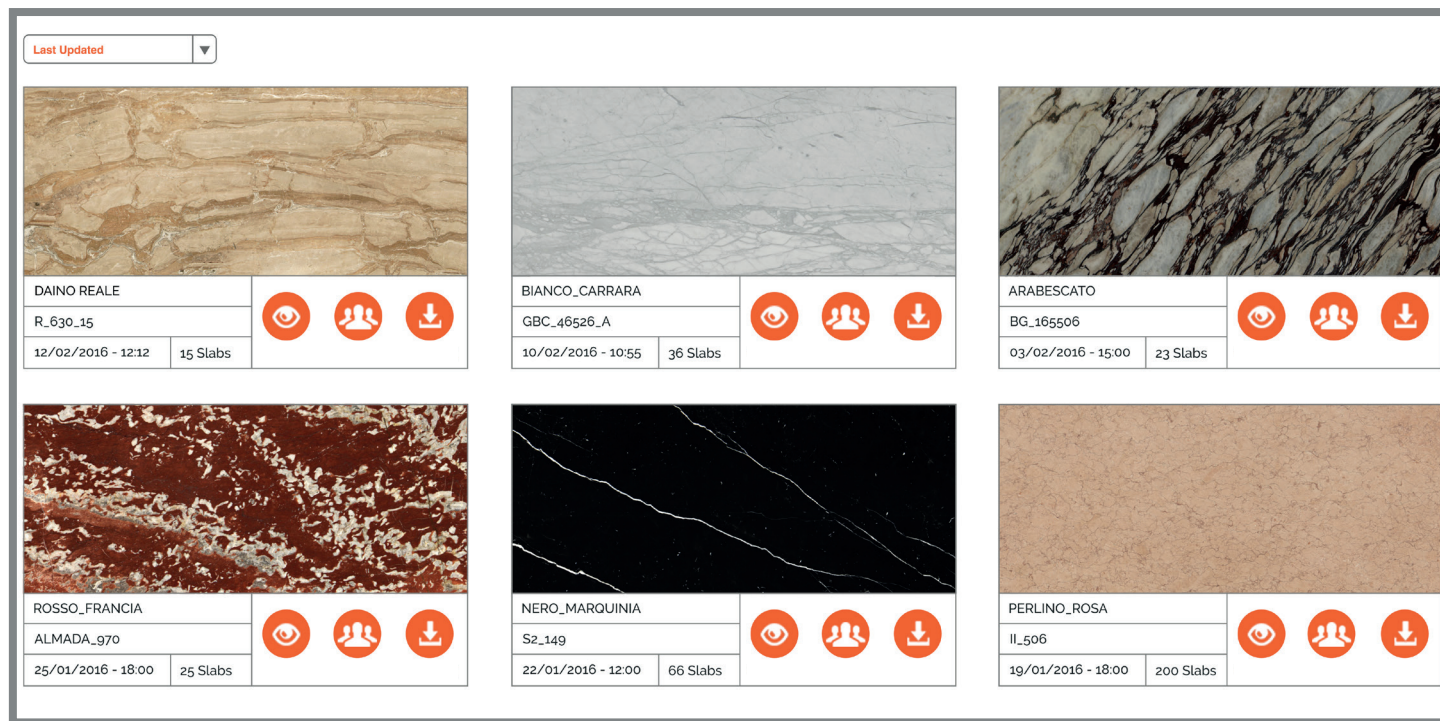 Last Updated
DAINO REALE
R_630_15
12/02/2016 - 12:12 15 Slabs
BIANCO_CARRARA
GBC_46526_A
10/02/2016 - 10:55 36 Slabs
ARABESCATO
BG_165506
03/02/2016 - 15:00 23 Slabs
ROSSO_FRANCIA
ALMADA_970
25/01/2016 - 18:00 25 Slabs
NERO_MARQUINIA
S2_149
22/01/2016 - 12:00 66 Slabs
PERLINO_ROSA
II_506
19/01/2016 - 18:00 200 Slabs